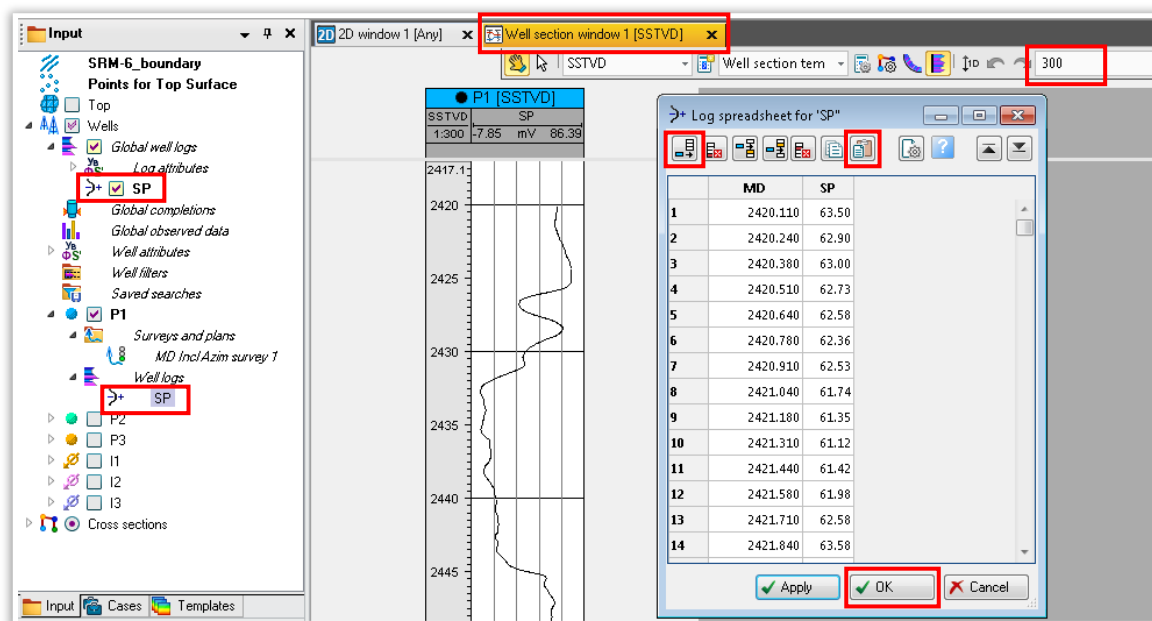 Input
SRM-6_boundary
Points for Top Surface
Top
Wells
Global well logs
Log attributes
SP
Global completions
Global observed data
Well attributes
Well filters
Saved searches
P1
Surveys and plans
MD Incl Azim survey 1
Well logs
SP
P2
P3
I1
I2
I3
Cross sections
Input Cases Templates
2D 2D window 1 [Any] x Well section window 1 [SSTVD] x
SSTVD Well section tem 300
P1 [SSTVD]
SSTVD SP
1:300 -7.85 mV 86.39
2417.1
2420
2425
2430
2435
2440
2445
Log spreadsheet for "SP"
MD SP
1 2420.110 63.50
2 2420.240 62.90
3 2420.380 63.00
4 2420.510 62.73
5 2420.640 62.58
6 2420.780 62.36
7 2420.910 62.53
8 2421.040 61.74
9 2421.180 61.35
10 2421.310 61.12
11 2421.440 61.42
12 2421.580 61.98
13 2421.710 62.58
14 2421.840 63.58
Apply OK Cancel